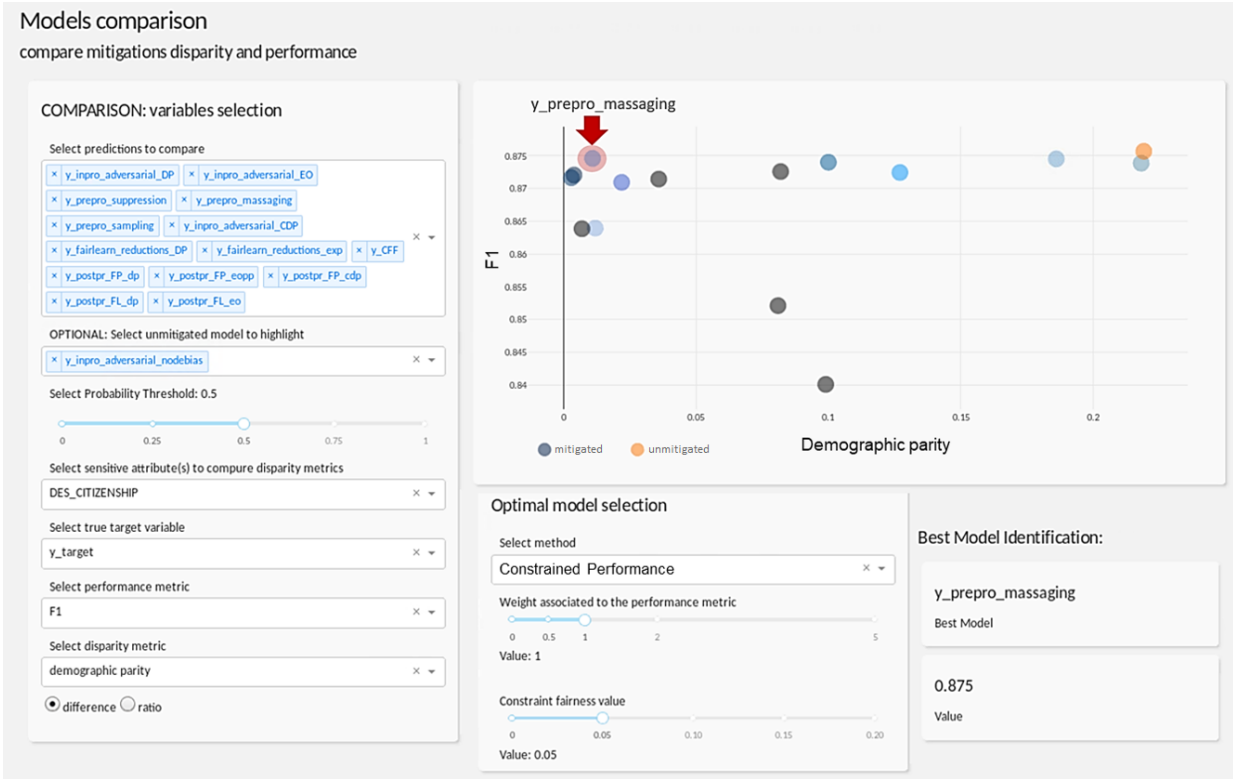 Models comparison
compare mitigations disparity and performance
COMPARISON: variables selection
Select predictions to compare
× y_inpro_adversarial_DP × y_inpro_adversarial_EO
× y_prepro_suppression × y_prepro_massaging
× y_prepro_sampling × y_inpro_adversarial_CDP
× y_fairlearn_reductions_DP × y_fairlearn_reductions_exp × y_CFF
× y_postpr_FP_dp × y_postpr_FP_eopp × y_postpr_FP_cdp
× y_postpr_FL_dp × y_postpr_FL_eo
×
OPTIONAL: Select unmitigated model to highlight
× y_inpro_adversarial_nodebias ×
Select Probability Threshold: 0.5
0 0.25 0.5 0.75 1
Select sensitive attribute(s) to compure disparity metrics
DES_CITIZENSHIP ×
Select true target variable
y_target ×
Select performance metric
F1 ×
Select disparity metric
demographic parity ×
difference ratio
y_prepro_massaging
0.875
0.87
0.865
0.86
0.855
0.85
0.845
0.84
F1
0 0.05 0.1 0.15 0.2
Demographic parity
mitigated unmitigated
Optimal model selection
Select method
Constrained Performance ×
Weight associated to the performance metric
0 0.5 1 2 5
Value: 1
Constraint fairness value
0 0.05 0.10 0.15 0.20
Value: 0.05
Best Model Identification:
y_prepro_massaging
Best Model
0.875
Value